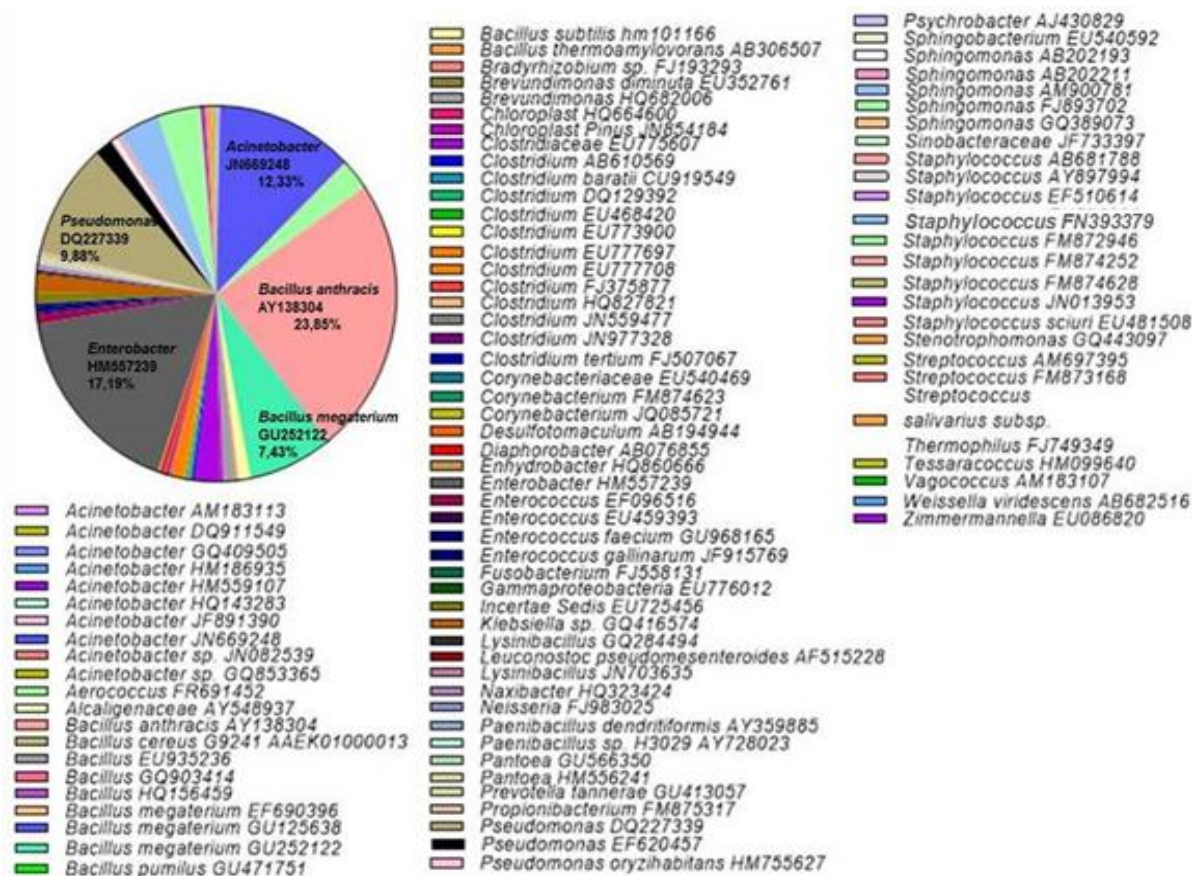 Acinetobacter
JN669248
12,33%
Pseudomonas
DQ227339
9,88%
Bacillus anthracis
AY138304
23,85%
Enterobacter
HM557239
17,19%
Bacillus megaterium
GU252122
7,43%
Acinetobacter AM183113
Acinetobacter DQ911549
Acinetobacter GQ409505
Acinetobacter HM186935
Acinetobacter HM559107
Acinetobacter HQ143283
Acinetobacter JF891390
Acinetobacter JN669248
Acinetobacter sp. JN082539
Acinetobacter sp. GQ853365
Aerococcus FR691452
Alcaligenaceae AY548937
Bacillus anthracis AY138304
Bacillus cereus G9241 AAEK01000013
Bacillus EU935236
Bacillus GQ903414
Bacillus HQ156459
Bacillus megaterium EF690396
Bacillus megaterium GU125638
Bacillus megaterium GU252122
Bacillus pumilus GU471751
Bacillus subtilis hm101166
Bacillus thermoamylovorans AB306507
Bradyrhizobium sp. FJ193293
Brevundimonas diminuta EU352761
Brevundimonas HQ682006
Chloroplast HQ664600
Chloroplast Pinus JN854184
Clostridiaceae EU775607
Clostridium AB610569
Clostridium baratii CU919549
Clostridium DQ129392
Clostridium EU468420
Clostridium EU773900
Clostridium EU777697
Clostridium EU777708
Clostridium FJ375877
Clostridium HQ827821
Clostridium JN559477
Clostridium JN977328
Clostridium tertium FJ507067
Corynebacteriaceae EU540469
Corynebacterium FM874623
Corynebacterium JQ085721
Desulfotomaculum AB194944
Diaphorobacter AB076855
Enhydrobacter HQ860666
Enterobacter HM557239
Enterococcus EF096516
Enterococcus EU459393
Enterococcus faecium GU968165
Enterococcus gallinarum JF915769
Fusobacterium FJ558131
Gammaproteobacteria EU776012
Incertae Sedis EU725456
Klebsiella sp. GQ416574
Lysinibacillus GQ284494
Leuconostoc pseudomesenteroides AF515228
Lysinibacillus JN703635
Naxibacter HQ323424
Neisseria FJ983025
Paenibacillus dendritiformis AY359885
Paenibacillus sp. H3029 AY728023
Pantoea GU566350
Pantoea HM556241
Prevotella tannerae GU413057
Propionibacterium FM875317
Pseudomonas DQ227339
Pseudomonas EF620457
Pseudomonas oryzihabitans HM755627
Psychrobacter AJ430829
Sphingobacterium EU540592
Sphingomonas AB202193
Sphingomonas AB202211
Sphingomonas AM900781
Sphingomonas FJ893702
Sphingomonas GQ389073
Sinobacteraceae JF733397
Staphylococcus AB681788
Staphylococcus AY897994
Staphylococcus EF510614
Staphylococcus FN393379
Staphylococcus FM872946
Staphylococcus FM874252
Staphylococcus FM874628
Staphylococcus JN013953
Staphylococcus sciuri EU481508
Stenotrophomonas GQ443097
Streptococcus AM697395
Streptococcus FM873168
Streptococcus
salivarius subsp.
Thermophilus FJ749349
Tessaracoccus HM099640
Vagococcus AM183107
Weissella viridescens AB682516
Zimmermannella EU086820